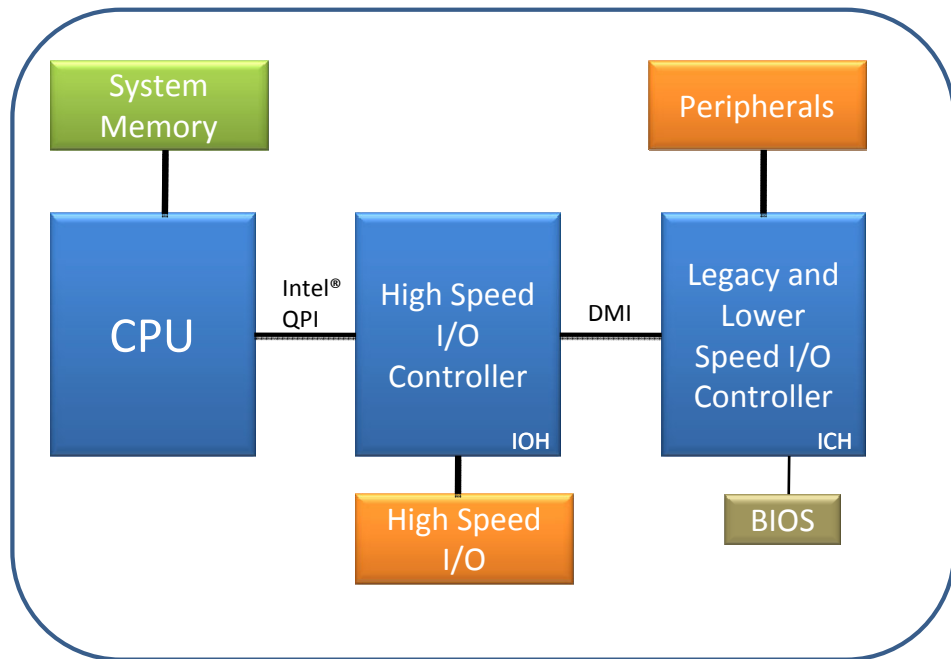 System
Memory
Peripherals
CPU
Intel®
QPI
High Speed
I/O
Controller
IOH
DMI
Legacy and
Lower
Speed I/O
Controller
ICH
High Speed
I/O
BIOS